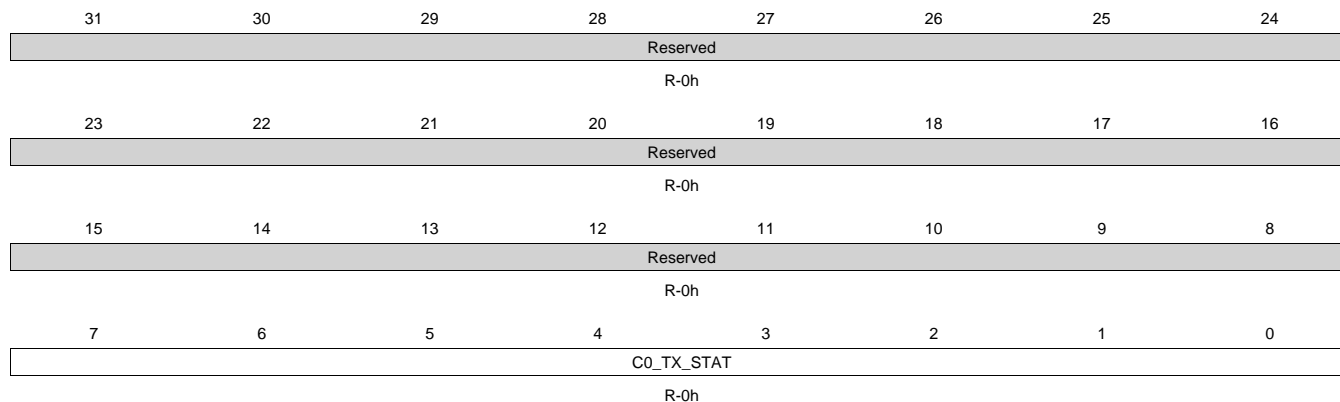 31 30 29 28 27 26 25 24
Reserved
R-0h
23 22 21 20 19 18 17 16
Reserved
R-0h
15 14 13 12 11 10 9 8
Reserved
R-0h
7 6 5 4 3 2 1 0
C0_TX_STAT
R-0h